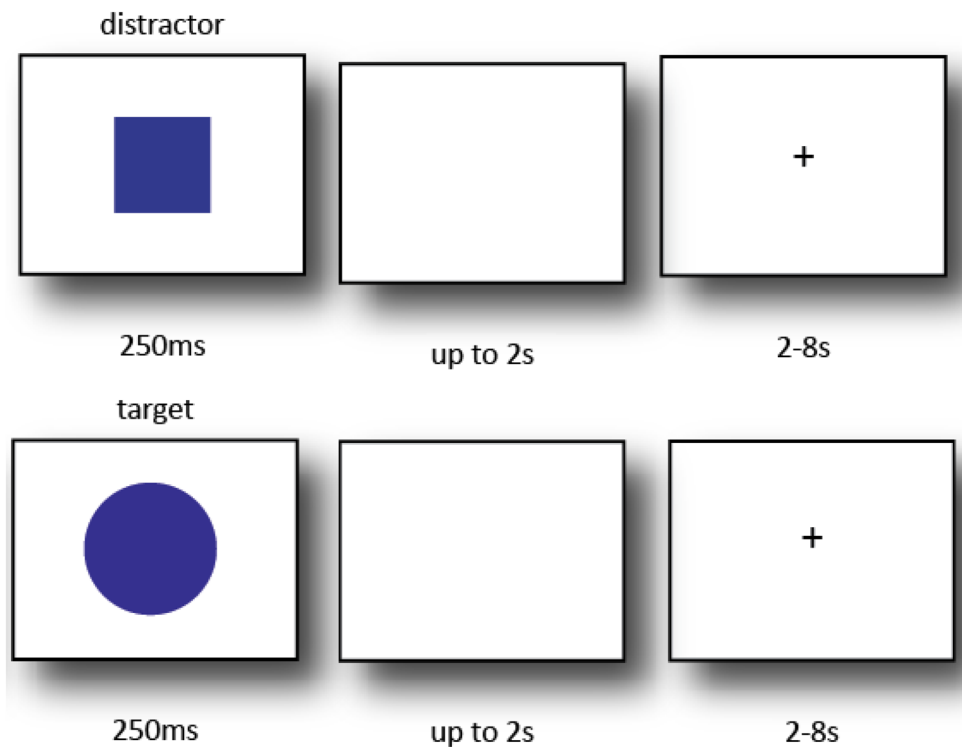 distractor
+
250ms
up to 2s
2-8s
target
+
250ms
up to 2s
2-8s